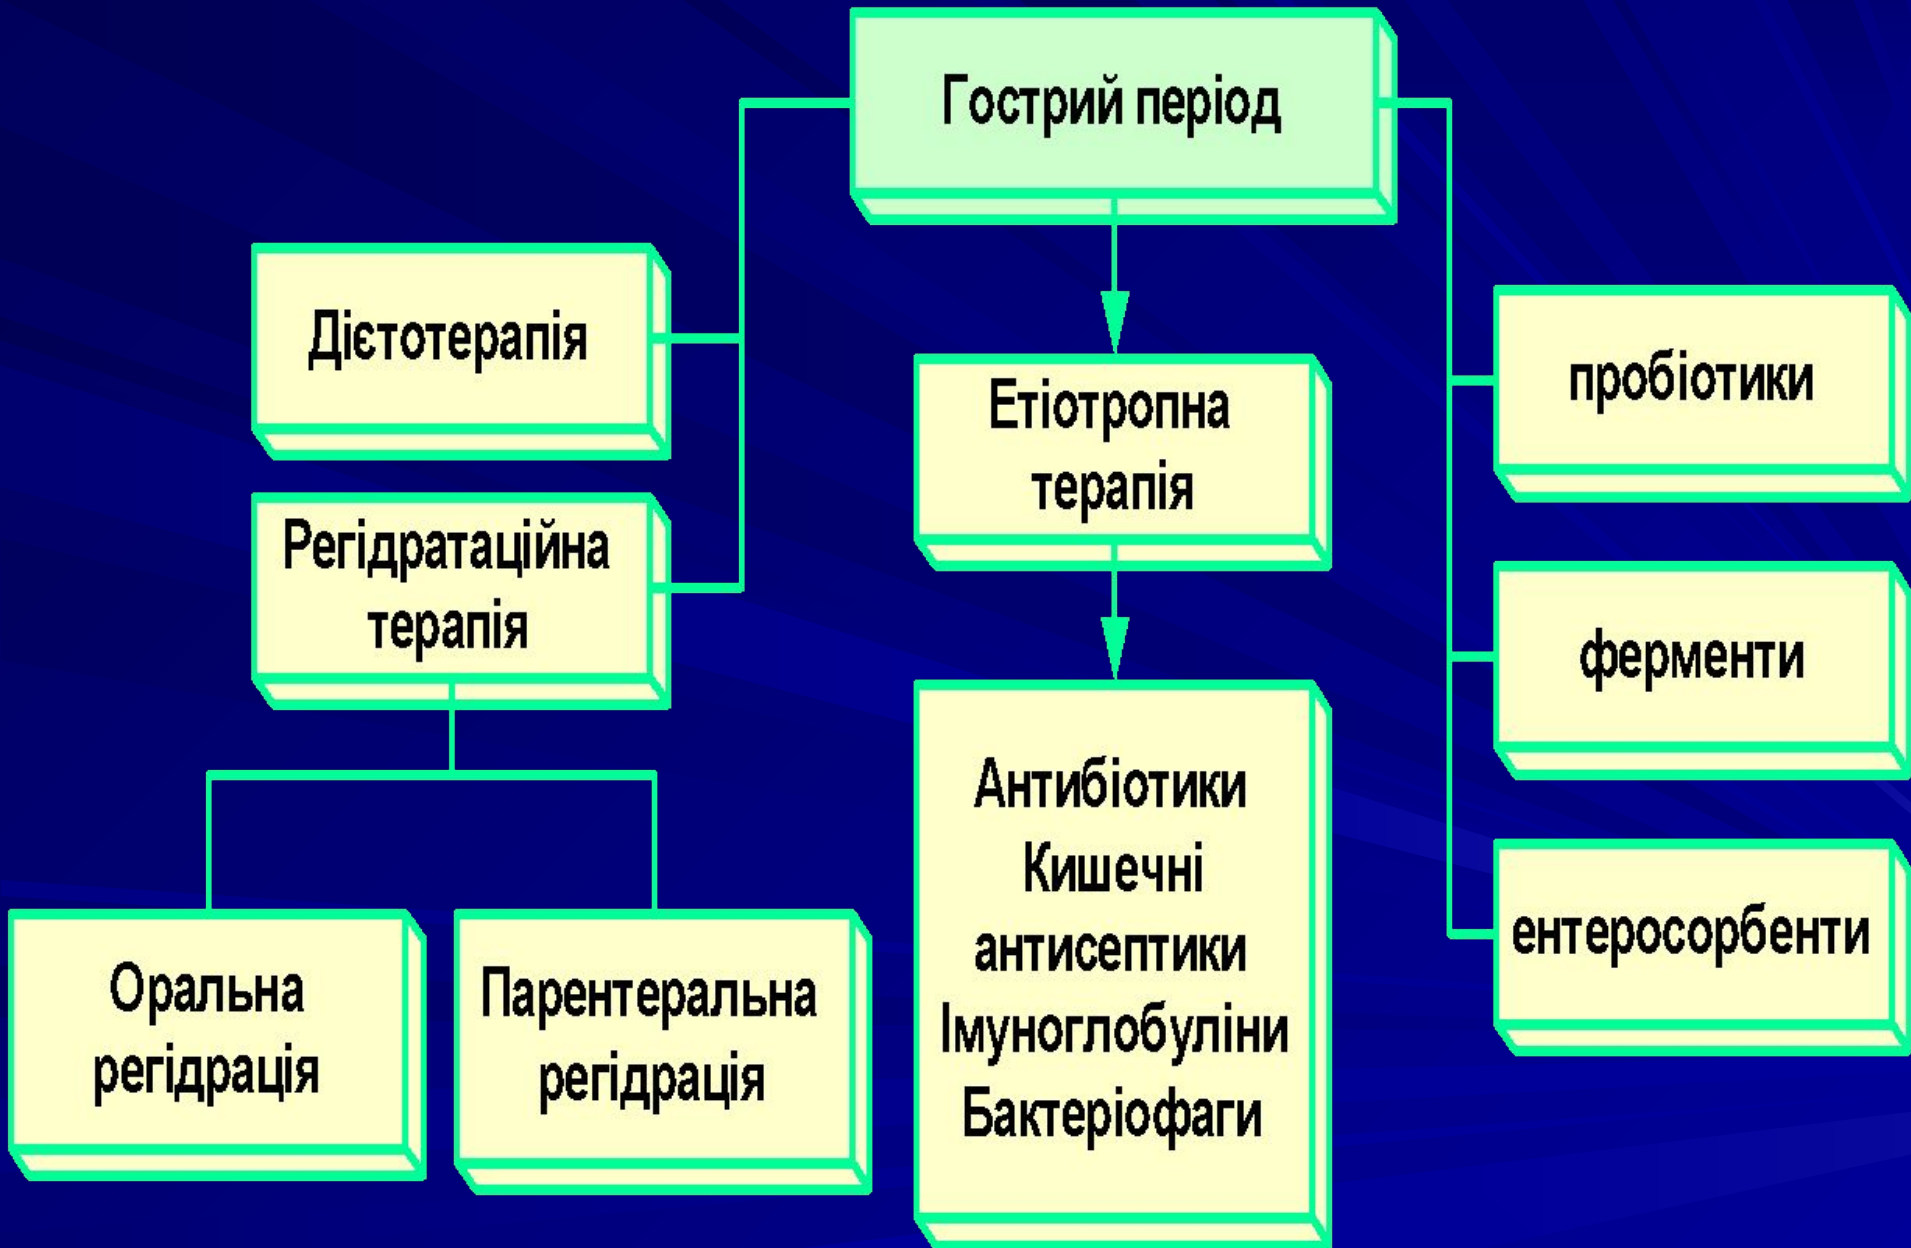 Гострий період
Дієтотерапія
Регідратаційна
терапія
Оральна
регідрація
Парентеральна
регідрація
Етіотропна
терапія
Антибіотики
Кишечні
антисептики
Імуноглобуліни
Бактеріофаги
пробіотики
ферменти
ентеросорбенти